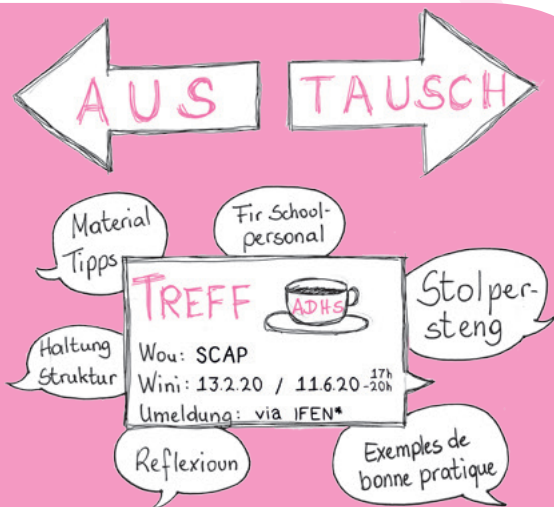 AUS TAUSCH
Material
Tipps
Fir School-
personal
TREFF
ADHS
Stolper-
steng
Haltung
Struktur
Wou: SCAP
Wini: 13.2.20 / 11.6.20 -17h
20h
Umeldung: via IFEN*
Reflexioun
Exemples de
bonne pratique